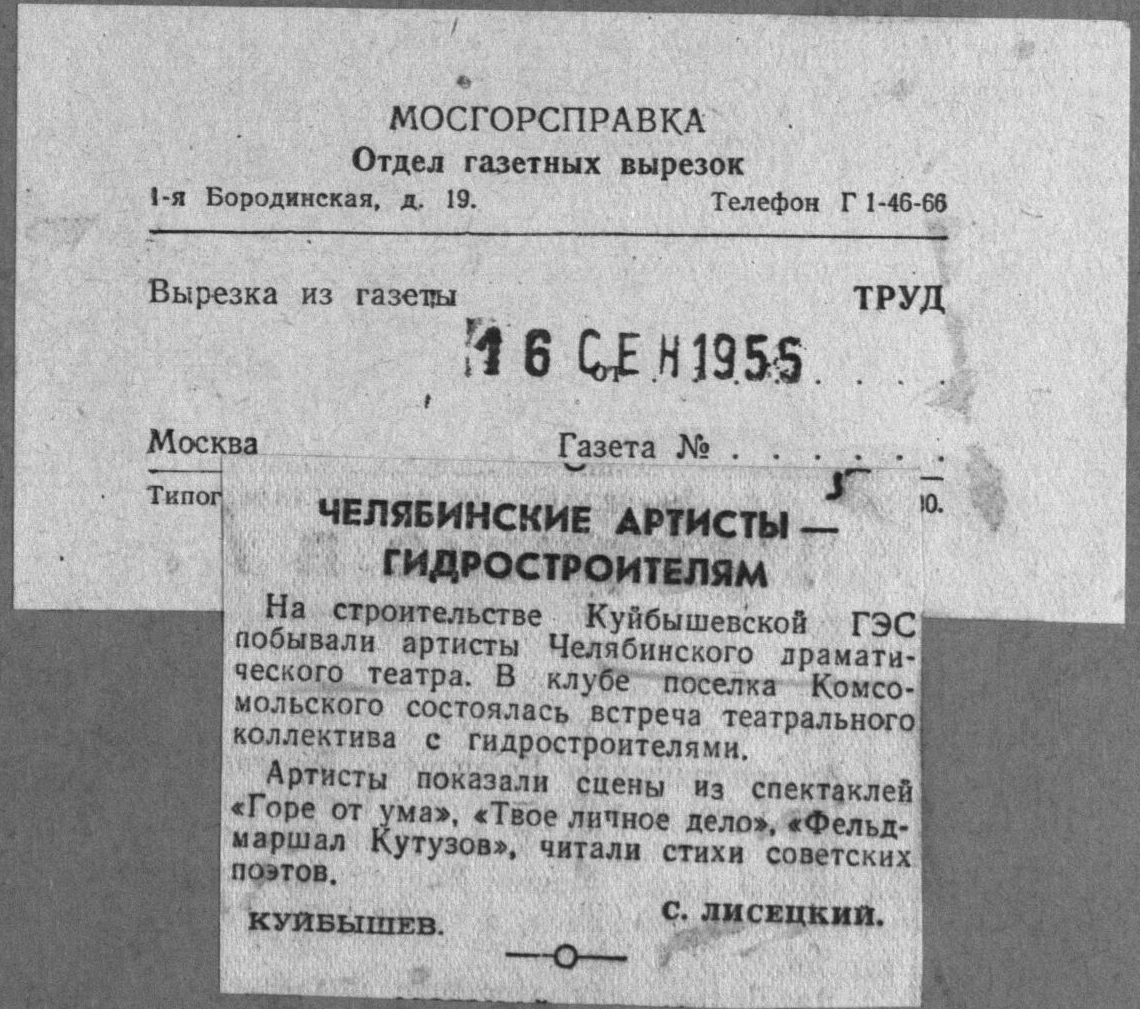 МОСГОРСПРАВКА
Отдел газетных вырезок
1-я Бородинская, д. 19. Телефон Г 1-46-66
Вырезка из газеты ТРУД
16 СЕН 1955
от . . . . . .
Москва Газета № . . . . . .
Типог
5
ЧЕЛЯБИНСКИЕ АРТИСТЫ —
ГИДРОСТРОИТЕЛЯМ
На строительстве Куйбышевской ГЭС
побывали артисты Челябинского драмати-
ческого театра. В клубе поселка Комсо-
мольского состоялась встреча театрального
коллектива с гидростроителями.
Артисты показали сцены из спектаклей
«Горе от ума», «Твое личное дело», «Фельд-
маршал Кутузов», читали стихи советских
поэтов.
С. ЛИСЕЦКИЙ.
КУЙБЫШЕВ.